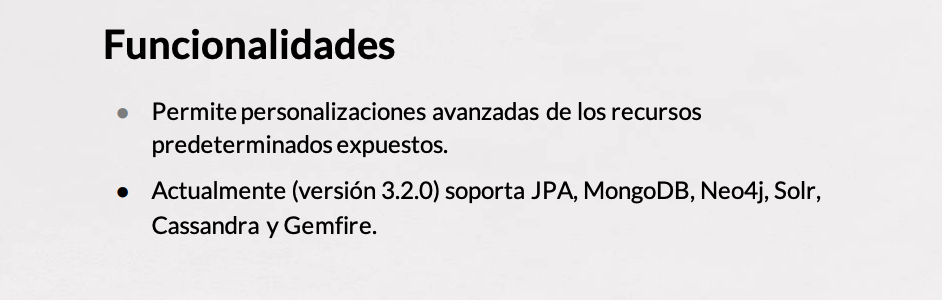 Funcionalidades
● Permite personalizaciones avanzadas de los recursos
predeterminados expuestos.
● Actualmente (versión 3.2.0) soporta JPA, MongoDB, Neo4j, Solr,
Cassandra y Gemfire.